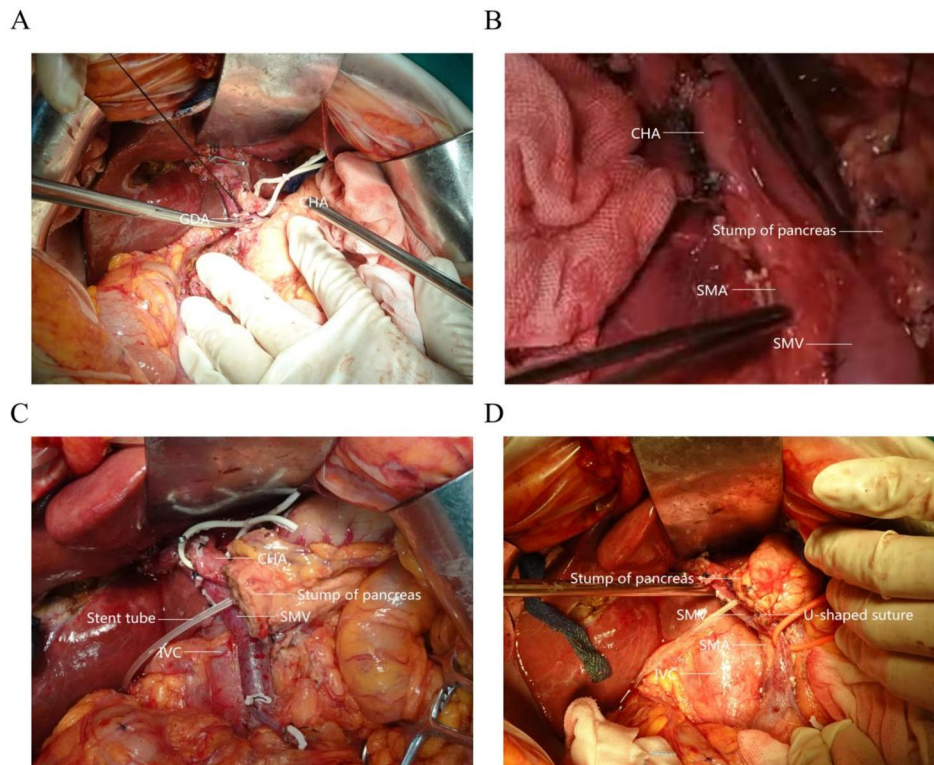 A
GDA
CHA
B
CHA
Stump of pancreas
SMA
SMV
C
CHA
Stump of pancreas
Stent tube
SMV
IVC
D
Stump of pancreas
SMV
U-shaped suture
SMA
IVC